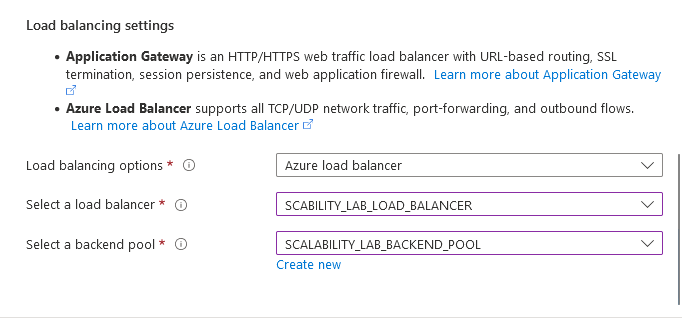 Load balancing settings
• Application Gateway is an HTTP/HTTPS web traffic load balancer with URL-based routing, SSL
termination, session persistence, and web application firewall. Learn more about Application Gateway
• Azure Load Balancer supports all TCP/UDP network traffic, port-forwarding, and outbound flows.
Learn more about Azure Load Balancer
Load balancing options * Azure load balancer
Select a load balancer * SCABILITY_LAB_LOAD_BALANCER
Select a backend pool * SCALABILITY_LAB_BACKEND_POOL
Create new